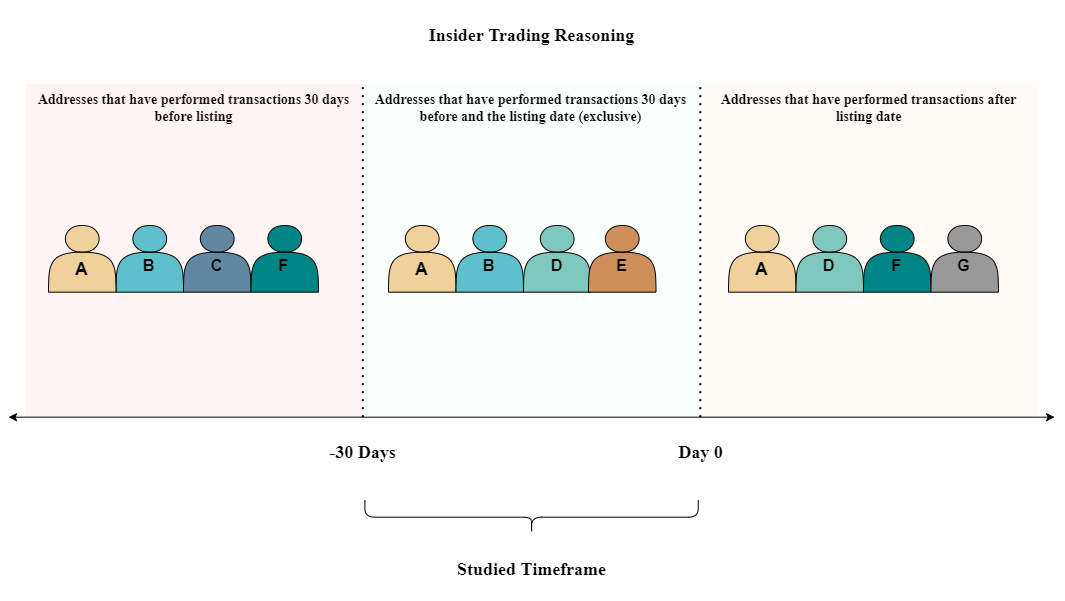 Insider Trading Reasoning
Addresses that have performed transactions 30 days
before listing
Addresses that have performed transactions 30 days
before and the listing date (exclusive)
Addresses that have performed transactions after
listing date
A B C F
A B D E
A D F G
-30 Days
Day 0
Studied Timeframe